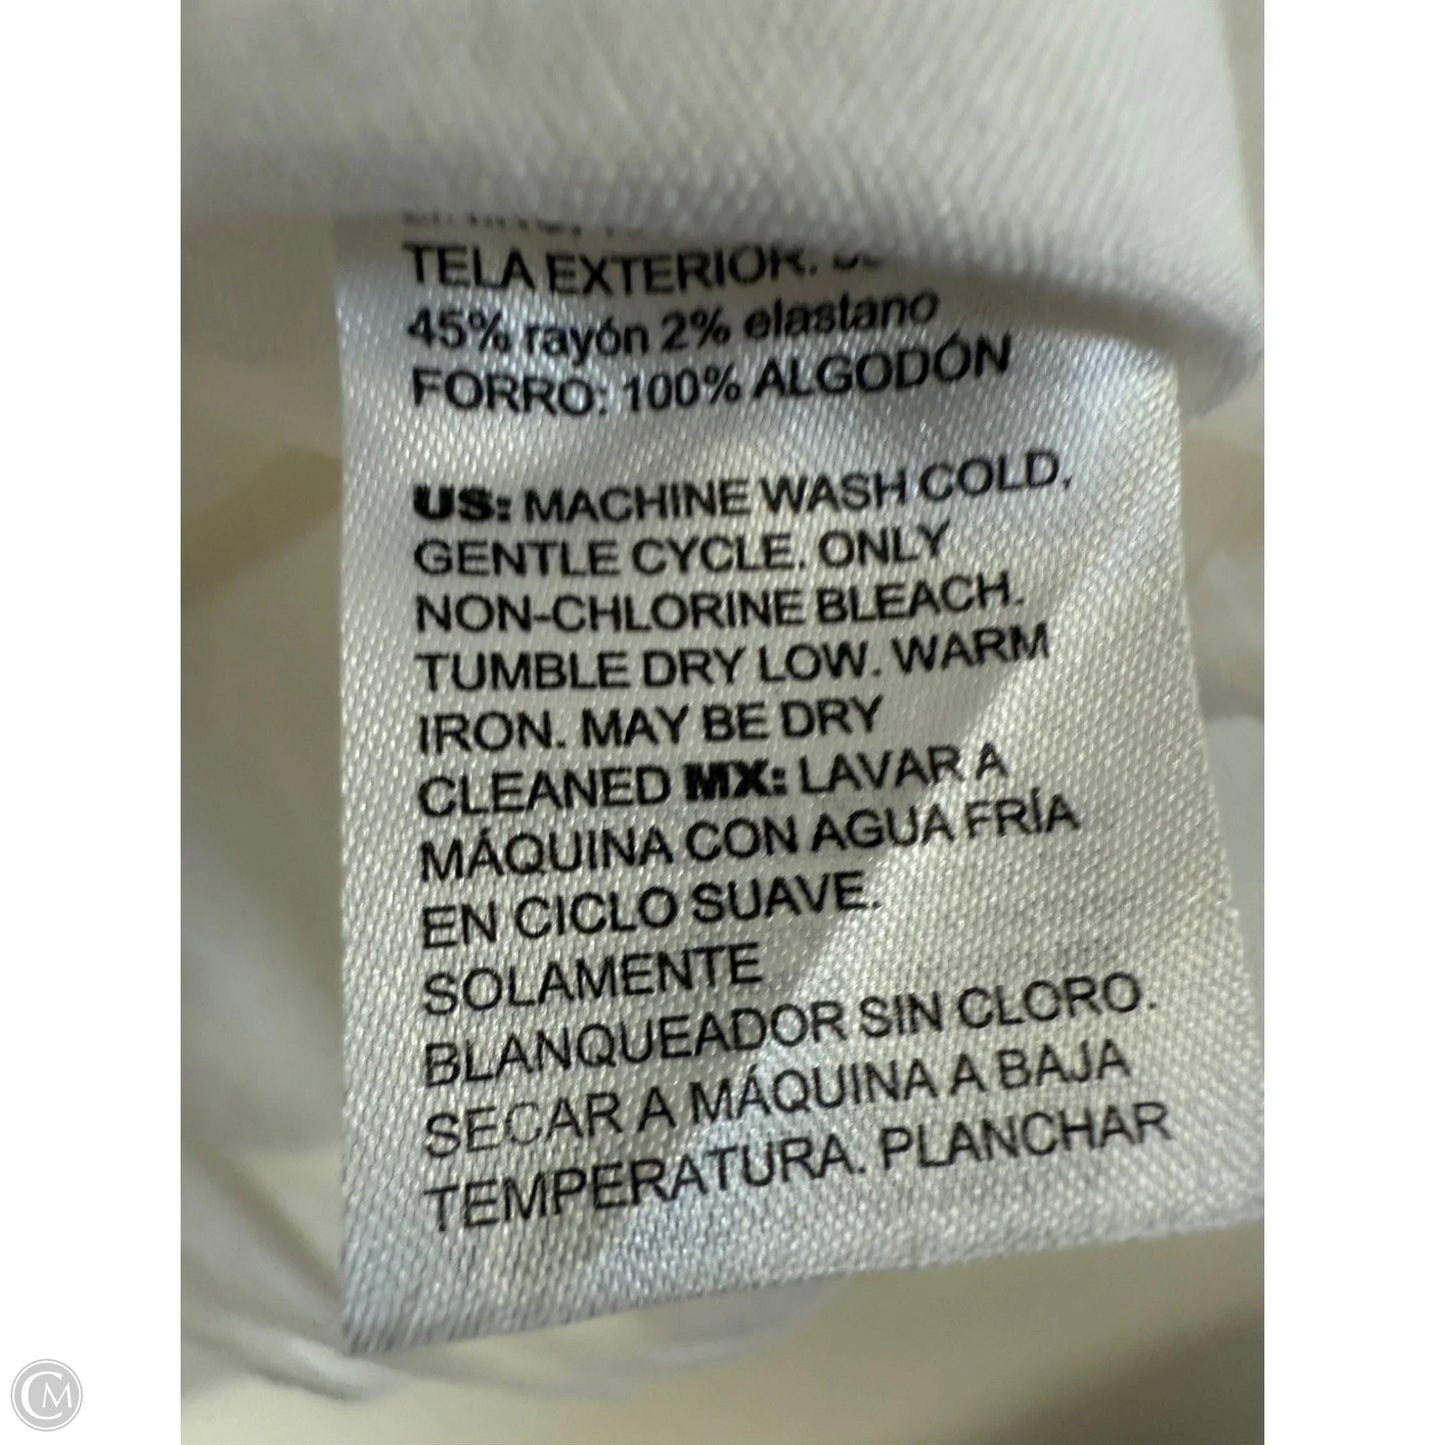 TELA EXTERIOR:
45% rayón 2% elastano
FORRO: 100% ALGODÓN
US: MACHINE WASH COLD,
GENTLE CYCLE. ONLY
NON-CHLORINE BLEACH.
TUMBLE DRY LOW. WARM
IRON. MAY BE DRY
CLEANED MX: LAVAR A
MÁQUINA CON AGUA FRÍA
EN CICLO SUAVE.
SOLAMENTE
BLANQUEADOR SIN CLORO.
SECAR A MÁQUINA A BAJA
TEMPERATURA. PLANCHAR
CM